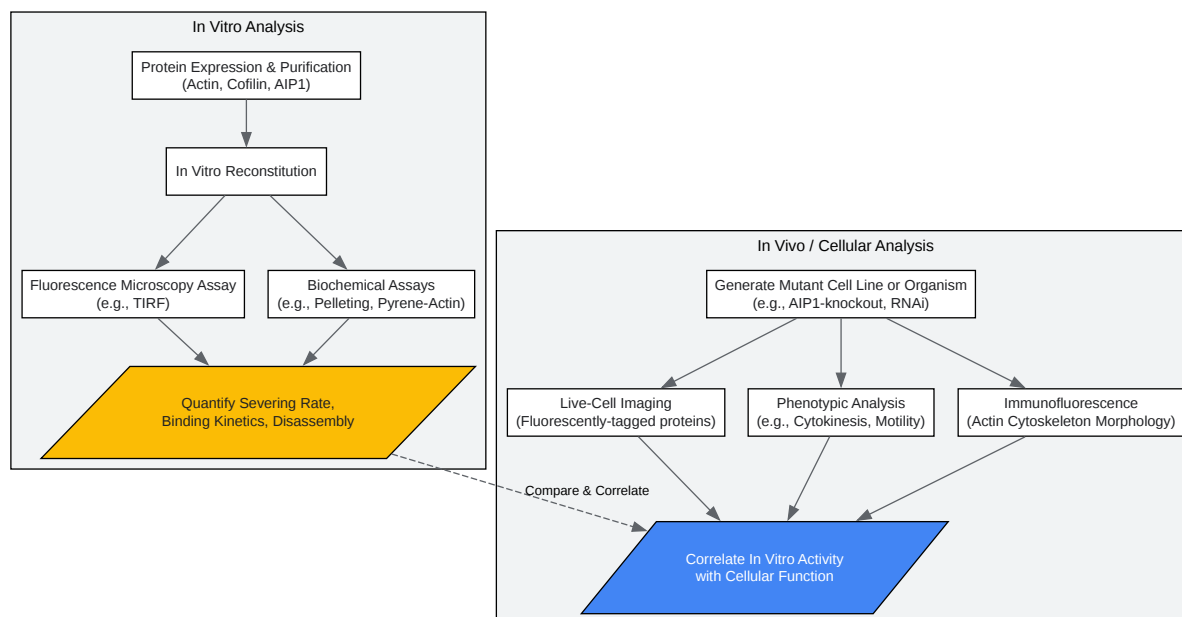 In Vitro Analysis
Protein Expression & Purification
(Actin, Cofilin, AIP1)
In Vitro Reconstitution
Fluorescence Microscopy Assay
(e.g., TIRF)
Biochemical Assays
(e.g., Pelleting, Pyrene-Actin)
Quantify Severing Rate,
Binding Kinetics, Disassembly
Compare & Correlate
In Vivo / Cellular Analysis
Generate Mutant Cell Line or Organism
(e.g., AIP1-knockout, RNAi)
Live-Cell Imaging
(Fluorescently-tagged proteins)
Phenotypic Analysis
(e.g., Cytokinesis, Motility)
Immunofluorescence
(Actin Cytoskeleton Morphology)
Correlate In Vitro Activity
with Cellular Function